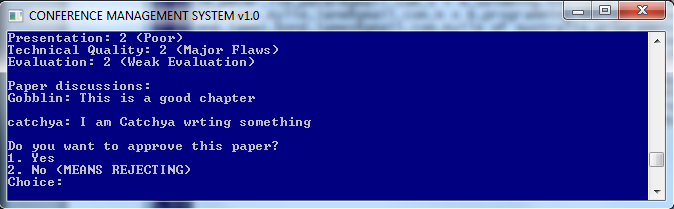 CONFERENCE MANAGEMENT SYSTEM v1.0
Presentation: 2 (Poor)
Technical Quality: 2 (Major Flaws)
Evaluation: 2 (Weak Evaluation)
Paper discussions:
Gobblin: This is a good chapter
catchya: I am Catchya wrting something
Do you want to approve this paper?
1. Yes
2. No (MEANS REJECTING)
Choice: